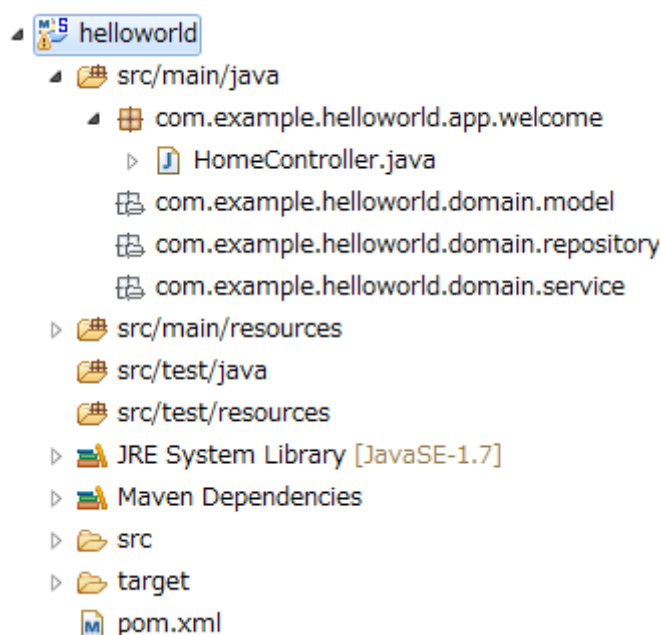 helloworld
src/main/java
com.example.helloworld.app.welcome
HomeController.java
com.example.helloworld.domain.model
com.example.helloworld.domain.repository
com.example.helloworld.domain.service
src/main/resources
src/test/java
src/test/resources
JRE System Library [JavaSE-1.7]
Maven Dependencies
src
target
pom.xml